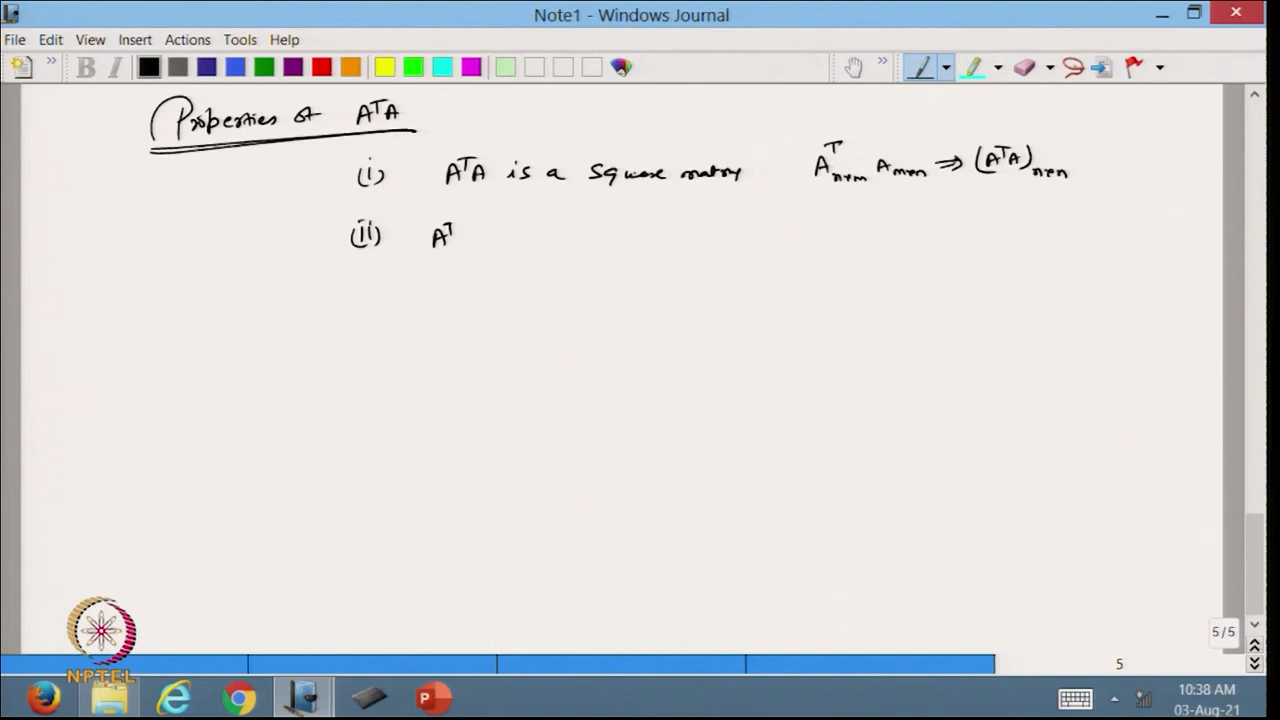 Note1 - Windows Journal
File Edit View Insert Actions Tools Help
B I
Properties of AᵀA
(i) AᵀA is a square matrix Aᵀₙₓₘ Aₘₓₙ ⇒ (AᵀA)ₙₓₙ
(ii) Aᵀ
5/5
5
NPTEL
10:38 AM
03-Aug-21